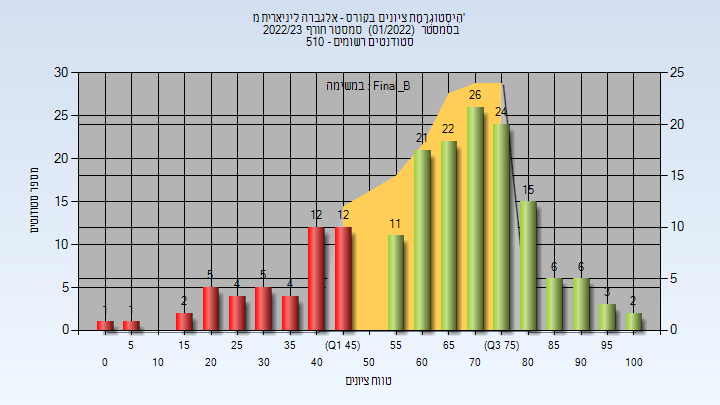 הִיסטוֹגרַמַת ציונים בקורס - אלגברה ליניארית מ'
בסמסטר (01/2022) סמסטר חורף 2022/23
סטודנטים רשומים - 510
במשימה : Final_B
מספר סטודנטים
30 25 20 15 10 5 0
25 20 15 10 5 0
1 1 2 5 4 5 4 12 12 11 21 22 26 24 15 6 6 3 2
5 15 25 35 (Q1 45) 55 65 (Q3 75) 85 95
0 10 20 30 40 50 60 70 80 90 100
טווח ציונים